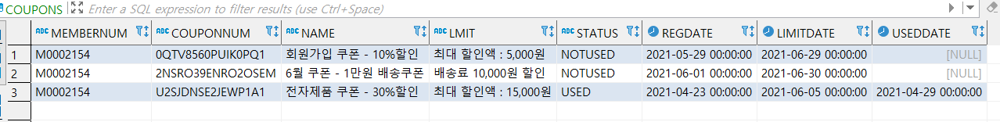 COUPONS Enter a SQL expression to filter results (use Ctrl+Space)
ABC MEMBERNUM ABC COUPONNUM ABC NAME ABC LMIT ABC STATUS REGDATE LIMITDATE USEDDATE
1 M0002154 0QTV8560PUIK0PQ1 회원가입 쿠폰 - 10%할인 최대 할인액 : 5,000원 NOTUSED 2021-05-29 00:00:00 2021-06-29 00:00:00 [NULL]
2 M0002154 2NSRO39ENRO2OSEM 6월 쿠폰 - 1만원 배송쿠폰 배송료 10,000원 할인 NOTUSED 2021-06-01 00:00:00 2021-06-30 00:00:00 [NULL]
3 M0002154 U2SJDNSE2JEWP1A1 전자제품 쿠폰 - 30%할인 최대 할인액 : 15,000원 USED 2021-04-23 00:00:00 2021-06-05 00:00:00 2021-04-29 00:00:00